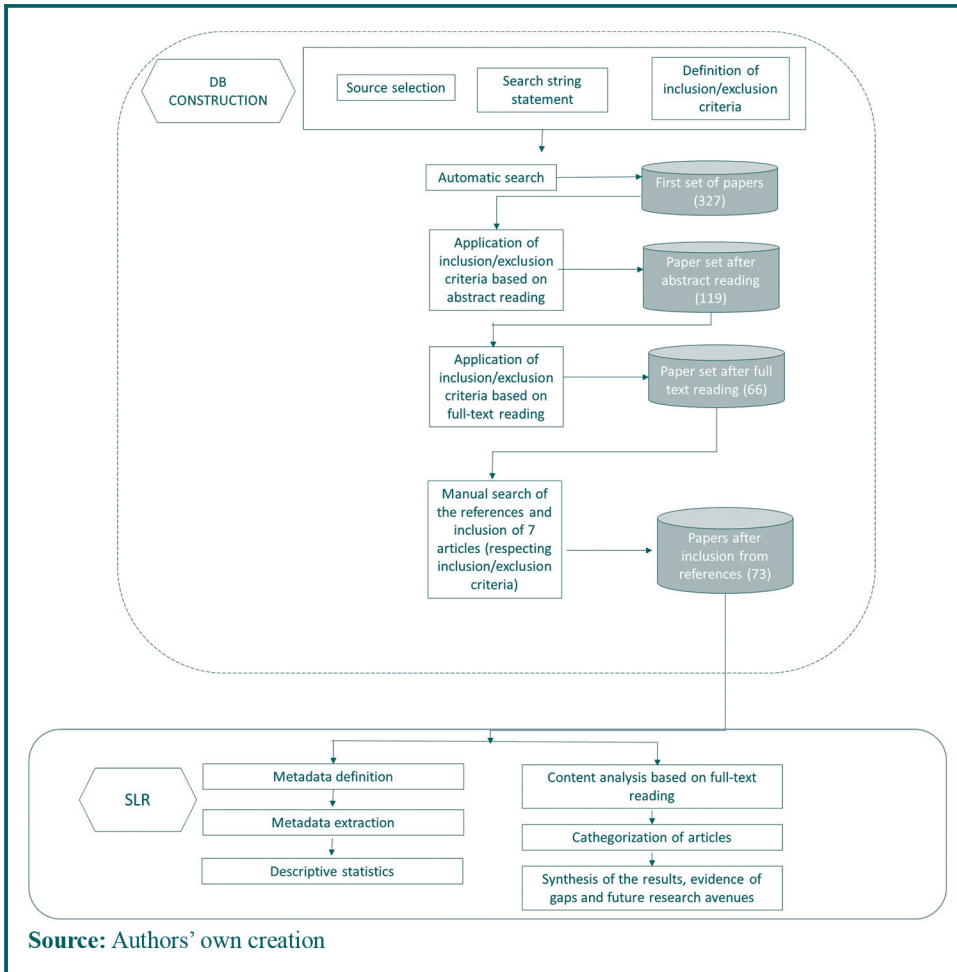 DB
CONSTRUCTION
Source selection
Search string
statement
Definition of
inclusion/exclusion
criteria
Automatic search
First set of papers
(327)
Application of
inclusion/exclusion
criteria based on
abstract reading
Paper set after
abstract reading
(119)
Application of
inclusion/exclusion
criteria based on
full-text reading
Paper set after full
text reading (66)
Manual search of
the references and
inclusion of 7
articles (respecting
inclusion/exclusion
criteria)
Papers after
inclusion from
references (73)
SLR
Metadata definition
Metadata extraction
Descriptive statistics
Content analysis based on full-text
reading
Cathegorization of articles
Synthesis of the results, evidence of
gaps and future research avenues
Source: Authors’ own creation